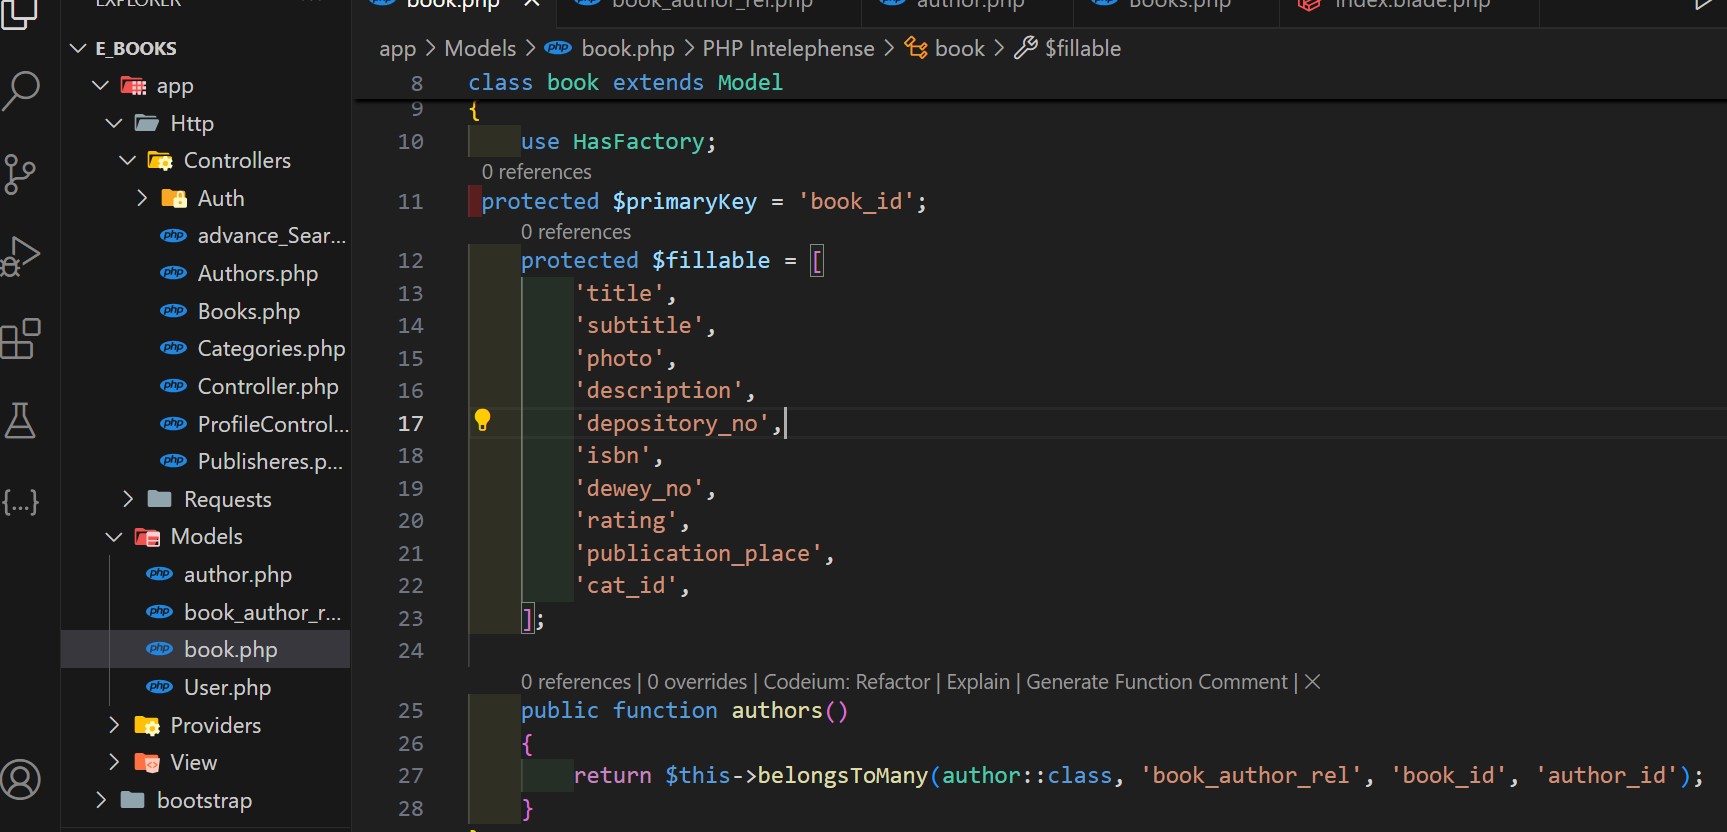 EXPLORER
book.php
book_author_rel.php
author.php
Books.php
index.blade.php
E_BOOKS
app
Http
Controllers
Auth
advance_Sear...
Authors.php
Books.php
Categories.php
Controller.php
ProfileControl...
Publisheres.p...
Requests
Models
author.php
book_author_r...
book.php
User.php
Providers
View
bootstrap
app > Models > book.php > PHP Intelephense > book > $fillable
8 class book extends Model
9 {
10 use HasFactory;
0 references
11 protected $primaryKey = 'book_id';
0 references
12 protected $fillable = [
13 'title',
14 'subtitle',
15 'photo',
16 'description',
17 'depository_no',
18 'isbn',
19 'dewey_no',
20 'rating',
21 'publication_place',
22 'cat_id',
23 ];
24
0 references | 0 overrides | Codeium: Refactor | Explain | Generate Function Comment | ×
25 public function authors()
26 {
27 return $this->belongsToMany(author::class, 'book_author_rel', 'book_id', 'author_id');
28 }